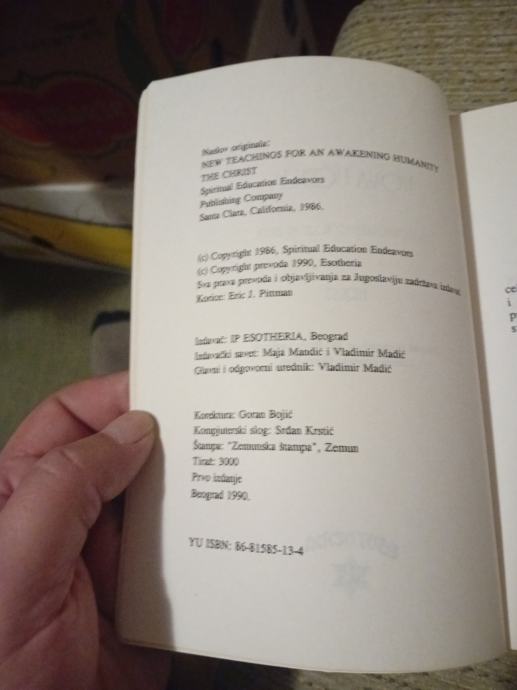 Naslov originala:
NEW TEACHINGS FOR AN AWAKENING HUMANITY
THE CHRIST
Spiritual Education Endeavors
Publishing Company
Santa Clara, California, 1986.
(c) Copyright 1986, Spiritual Education Endeavors
(c) Copyright prevoda 1990, Esotheria
Sva prava prevoda i objavljivanja za Jugoslaviju zadržava izdavač
Korice: Eric J. Pittman
Izdavač: IP ESOTHERIA, Beograd
Izdavački savet: Maja Mandić i Vladimir Madić
Glavni i odgovorni urednik: Vladimir Madić
Korektura: Goran Bojić
Kompjuterski slog: Srđan Krstić
Štampa: "Zemunska štampa", Zemun
Tiraž: 3000
Prvo izdanje
Beograd 1990.
YU ISBN: 86-81585-13-4